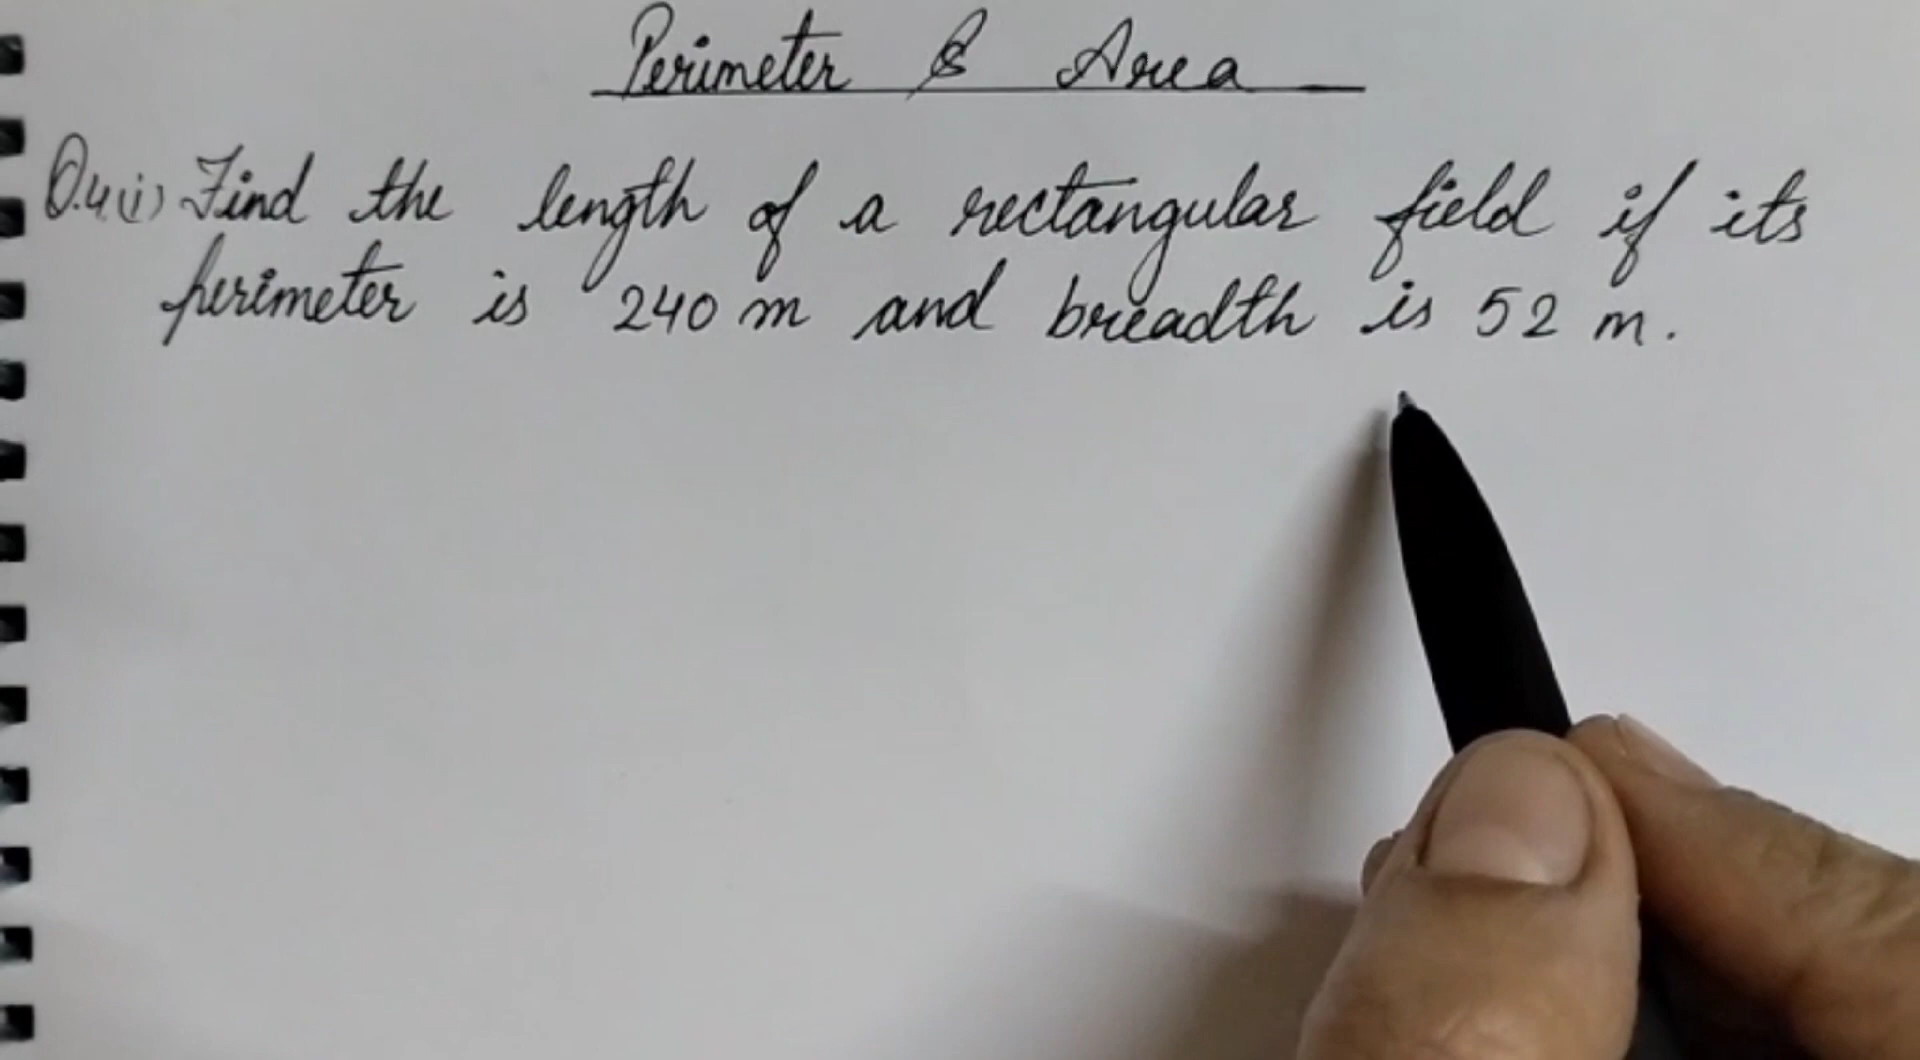 Perimeter & Area
Q.4(i) Find the length of a rectangular field if its
perimeter is 240 m and breadth is 52 m.